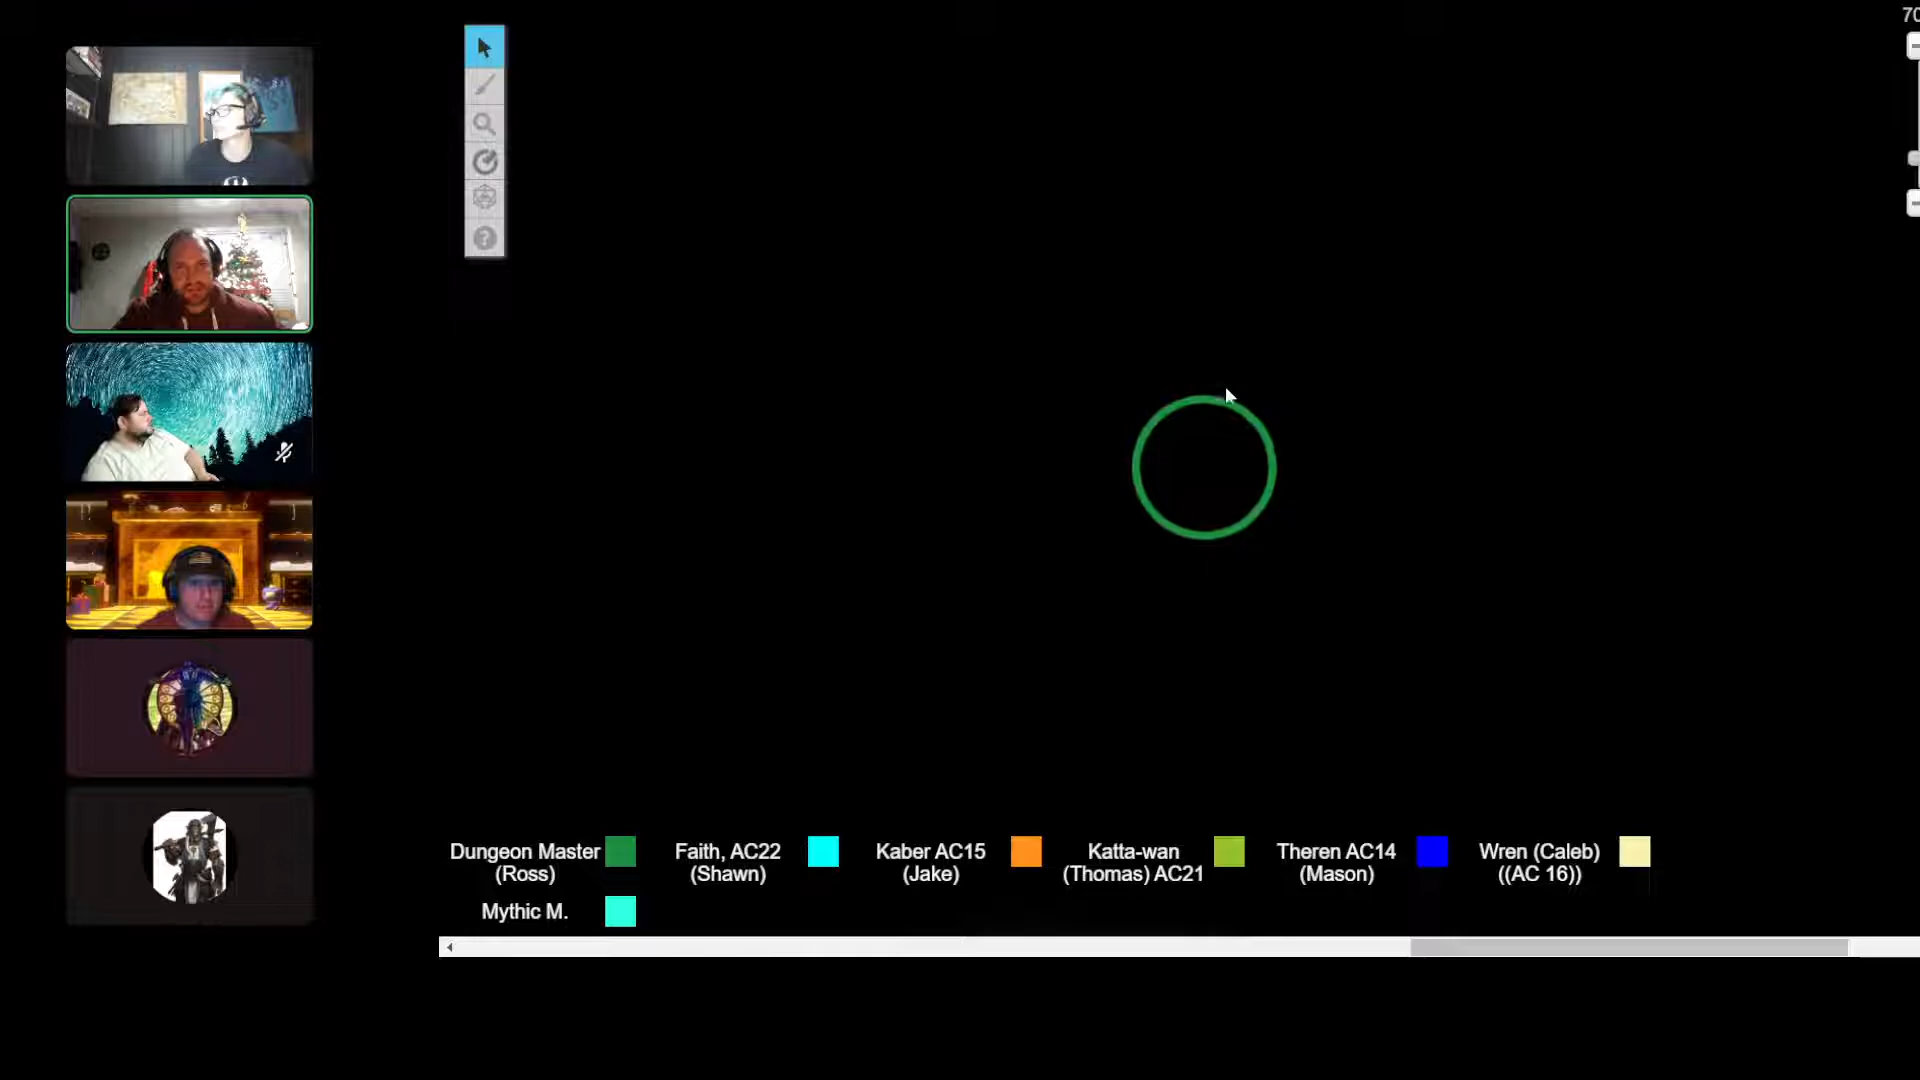 70
Dungeon Master
(Ross)
Faith, AC22
(Shawn)
Kaber AC15
(Jake)
Katta-wan
(Thomas) AC21
Theren AC14
(Mason)
Wren (Caleb)
((AC 16))
Mythic M.